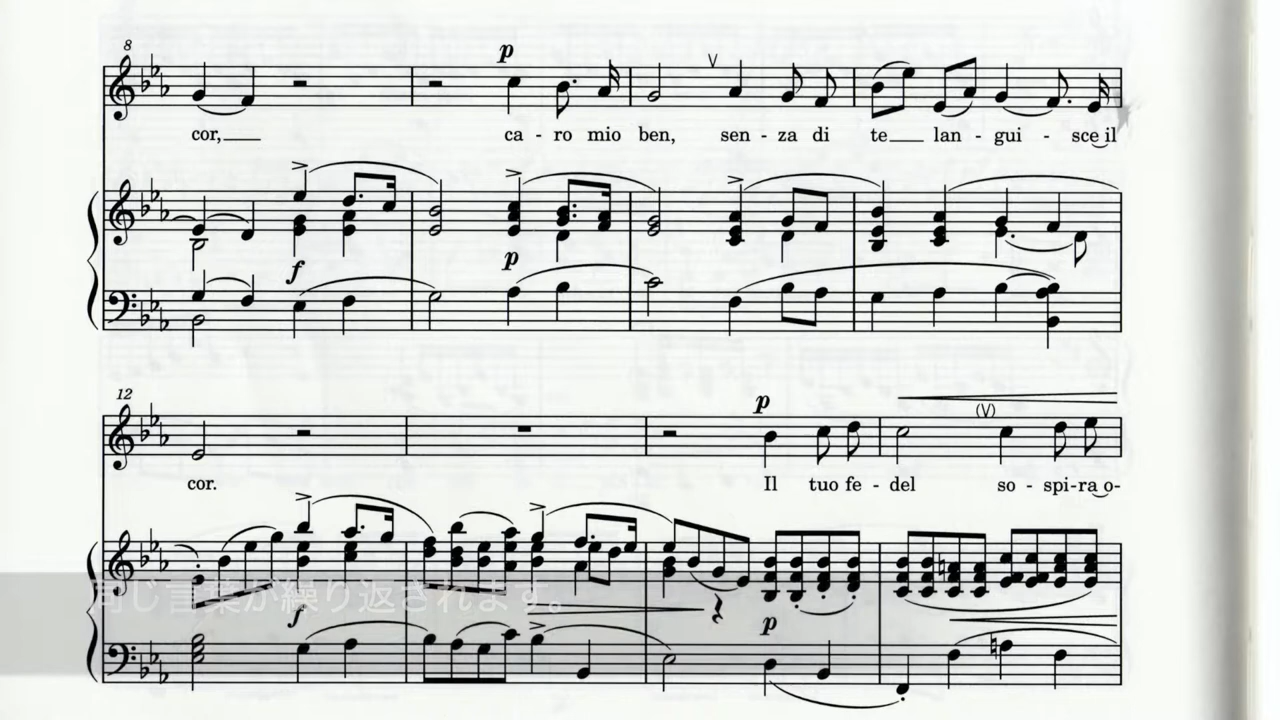 8
p
cor, ca - ro mio ben, sen - za di te lan - gui - sce il
f p
12
p (V)
cor. Il tuo fe - del so - spi - ra o-
同じ言葉が繰り返されます。
f p